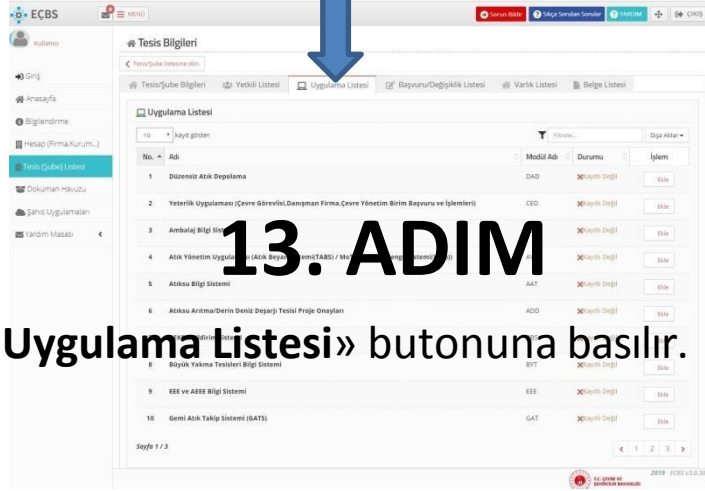 EÇBS
MENÜ
Sorun Bildir
Sıkça Sorulan Sorular
YARDIM
ÇIKIŞ
Kullanıcı
Giriş
Anasayfa
Bilgilendirme
Hesap (Firma,Kurum...)
Tesis (Şube) Listesi
Doküman Havuzu
Şahıs Uygulamaları
Yardım Masası
Tesis Bilgileri
Tesis/Şube listesine dön
Tesis/Şube Bilgileri Yetkili Listesi Uygulama Listesi Başvuru/Değişiklik Listesi Varlık Listesi Belge Listesi
Uygulama Listesi
10 kayıt göster Filtrele... Dışa Aktar
No. Adı Modül Adı Durumu İşlem
1 Düzensiz Atık Depolama DAD Kayıtlı Değil Ekle
2 Yeterlik Uygulaması (Çevre Görevlisi,Danışman Firma,Çevre Yönetim Birim Başvuru ve İşlemleri) CED Kayıtlı Değil Ekle
3 Ambalaj Bilgi Kayıtlı Değil Ekle
13. ADIM
4 Atık Yönetim Kayıtlı Değil Ekle
5 Atıksu Bilgi Sistemi AAT Kayıtlı Değil Ekle
6 Atıksu Arıtma/Derin Deniz Deşarjı Tesisi Proje Onayları ADD Kayıtlı Değil Ekle
Uygulama Listesi» butonuna basılır.
8 Büyük Yakma Tesisleri Bilgi Sistemi BYT Kayıtlı Değil Ekle
9 EEE ve AEEE Bilgi Sistemi EEE Kayıtlı Değil Ekle
10 Gemi Atık Takip Sistemi (GATS) GAT Kayıtlı Değil Ekle
Sayfa 1 / 3 1 2 3
T.C. ÇEVRE VE
ŞEHİRCİLİK BAKANLIĞI
2019